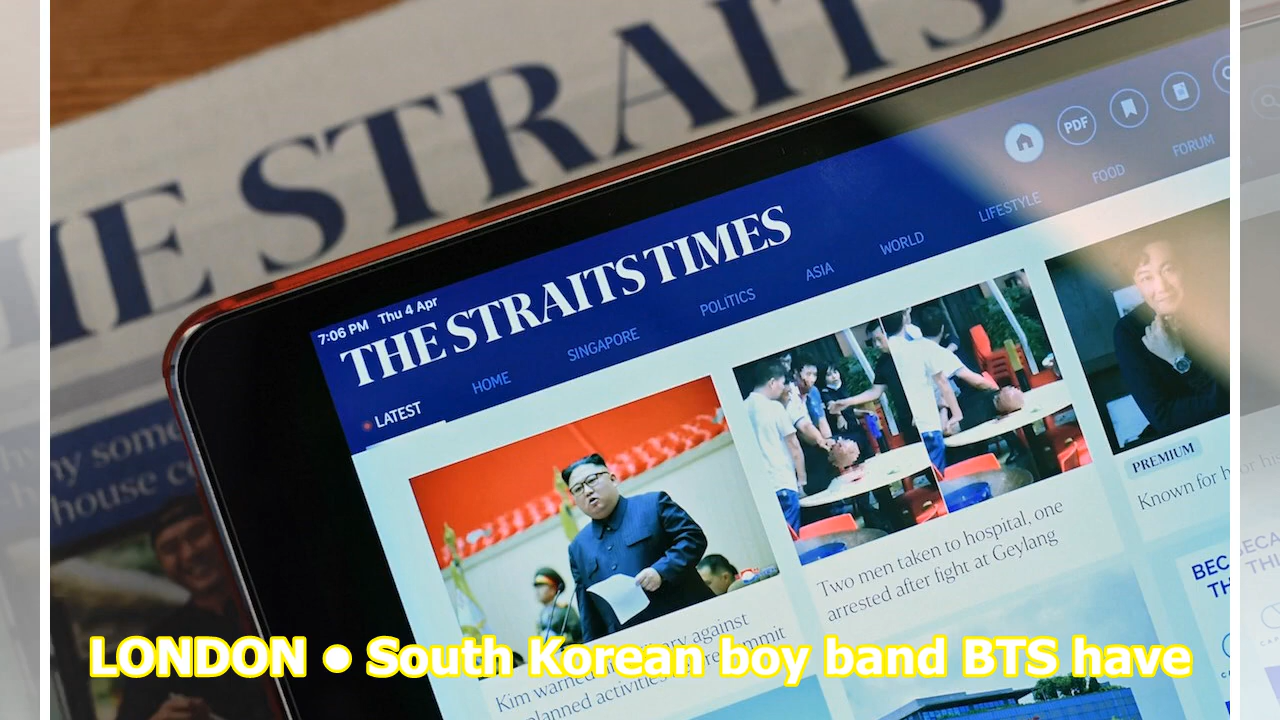 THE STRAITS
PDF
7:06 PM Thu 4 Apr
THE STRAITS TIMES
LATEST
HOME
SINGAPORE
POLITICS
ASIA
WORLD
LIFESTYLE
FOOD
FORUM
some
house
Two men taken to hospital, one
arrested after fight at Geylang
PREMIUM
Known for
Kim warned against
planned activities
LONDON • South Korean boy band BTS have